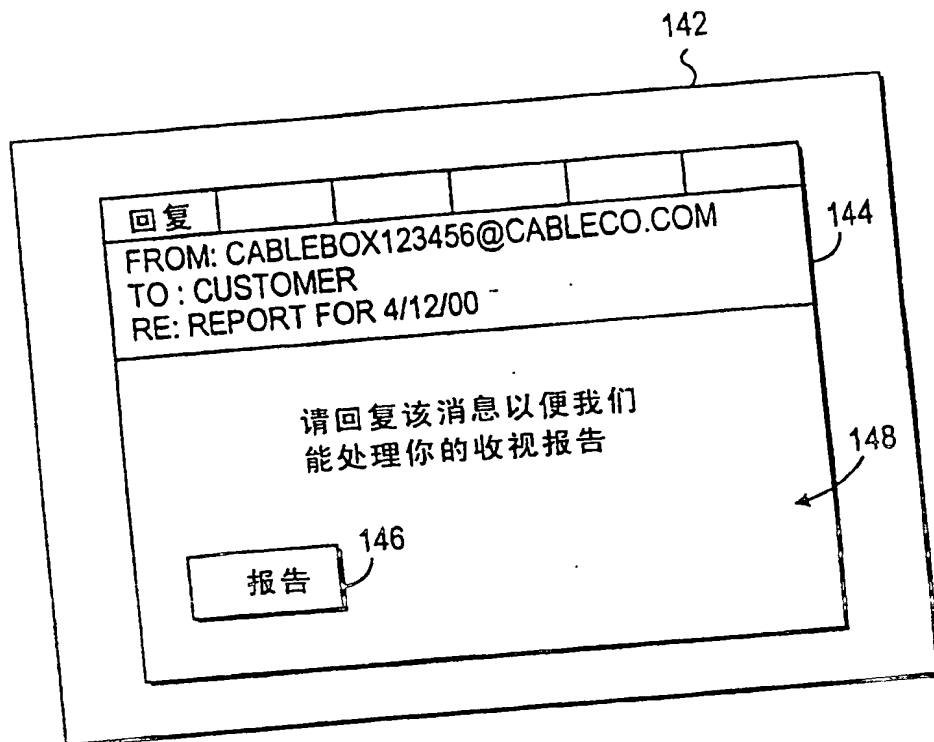 142
回复
FROM: CABLEBOX123456@CABLECO.COM
TO : CUSTOMER
RE: REPORT FOR 4/12/00
144
请回复该消息以便我们
能处理你的收视报告
148
146
报告